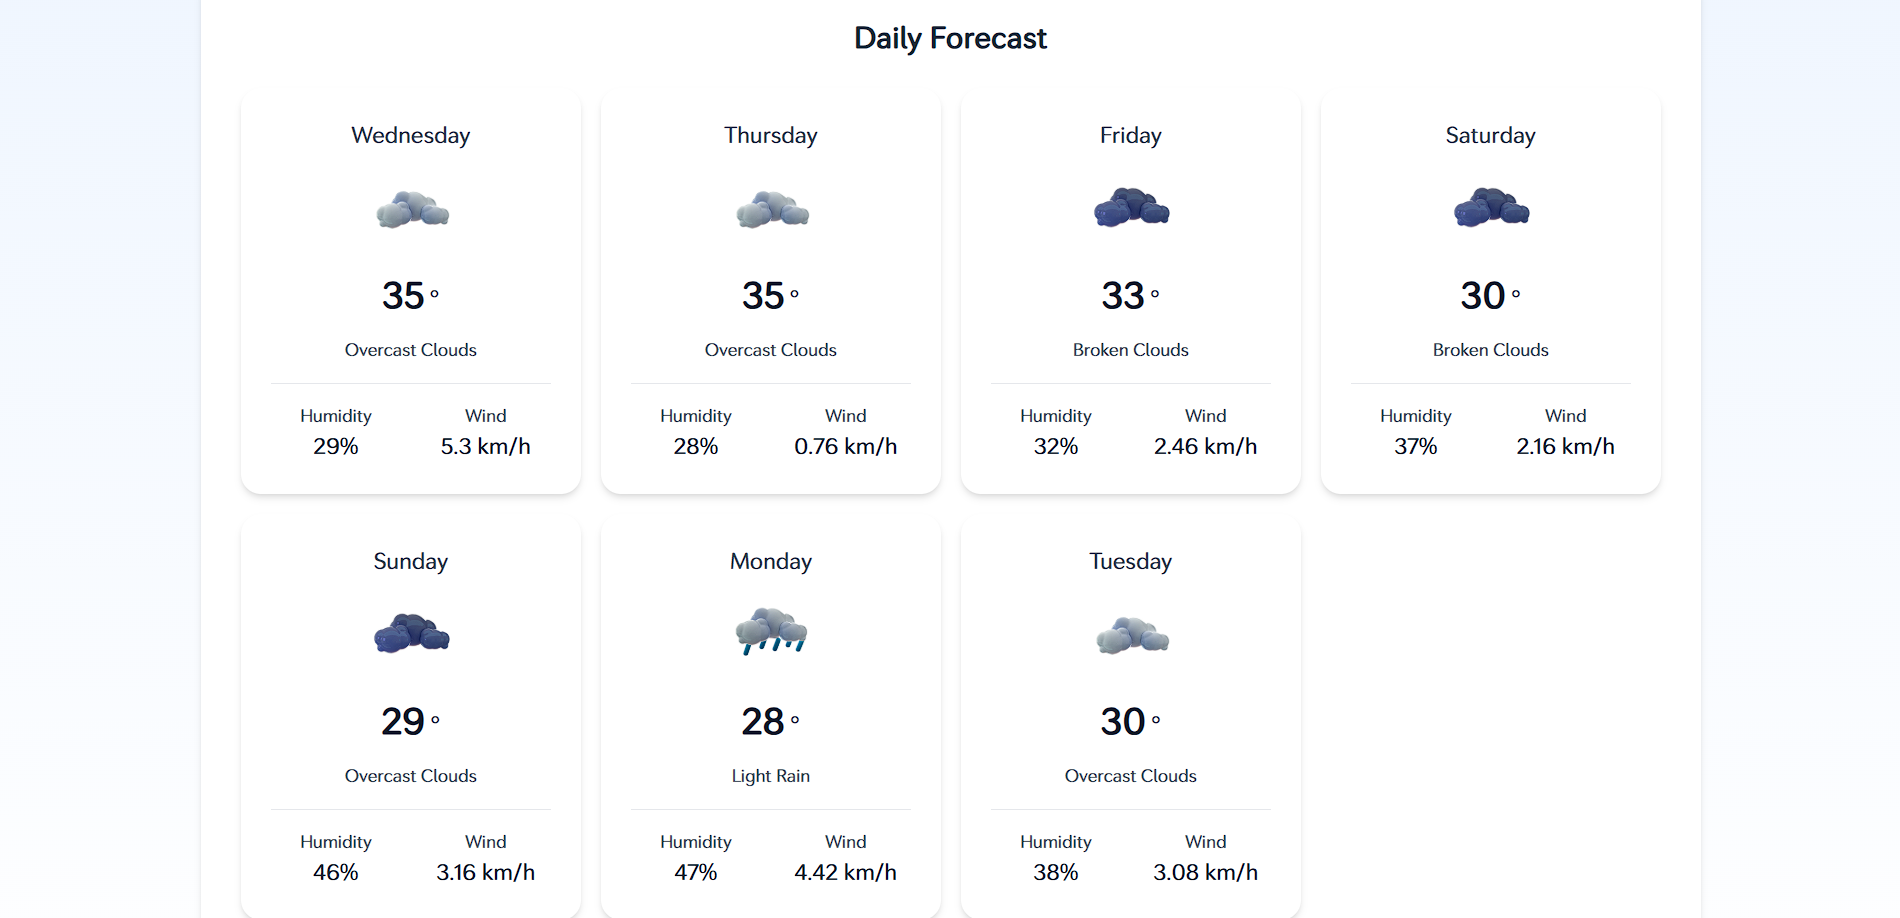 Daily Forecast
Wednesday
35°
Overcast Clouds
Humidity Wind
29% 5.3 km/h
Thursday
35°
Overcast Clouds
Humidity Wind
28% 0.76 km/h
Friday
33°
Broken Clouds
Humidity Wind
32% 2.46 km/h
Saturday
30°
Broken Clouds
Humidity Wind
37% 2.16 km/h
Sunday
29°
Overcast Clouds
Humidity Wind
46% 3.16 km/h
Monday
28°
Light Rain
Humidity Wind
47% 4.42 km/h
Tuesday
30°
Overcast Clouds
Humidity Wind
38% 3.08 km/h